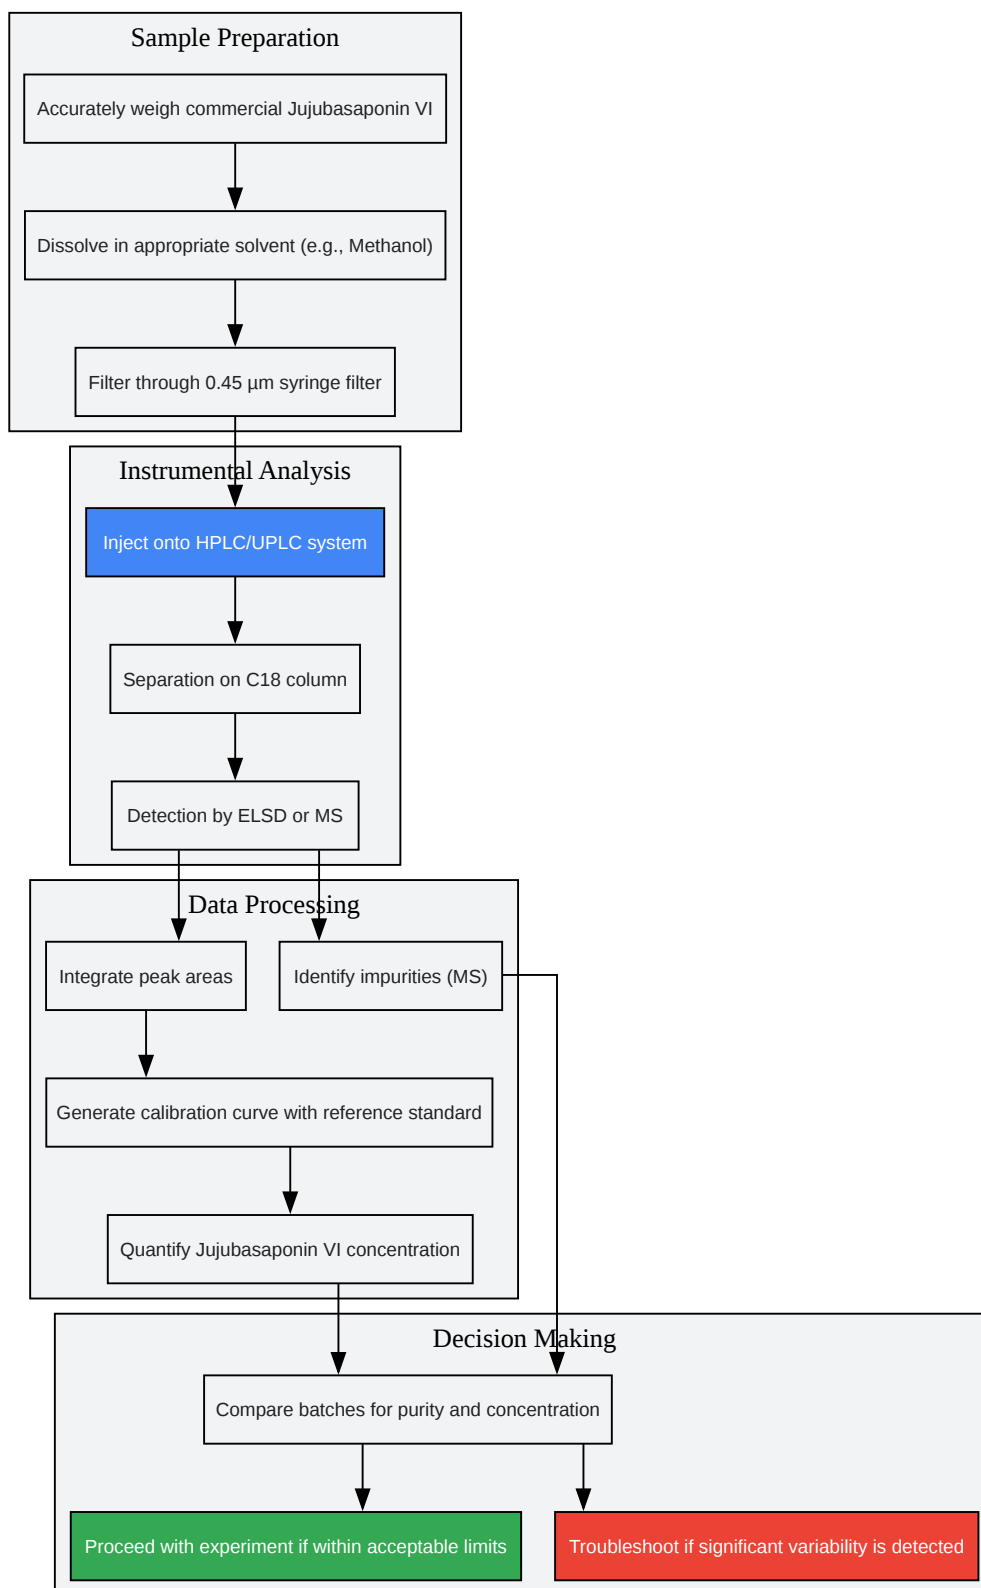 Sample Preparation
Accurately weigh commercial Jujubasaponin VI
Dissolve in appropriate solvent (e.g., Methanol)
Filter through 0.45 µm syringe filter
Instrumental Analysis
Inject onto HPLC/UPLC system
Separation on C18 column
Detection by ELSD or MS
Data Processing
Integrate peak areas
Identify impurities (MS)
Generate calibration curve with reference standard
Quantify Jujubasaponin VI concentration
Decision Making
Compare batches for purity and concentration
Proceed with experiment if within acceptable limits
Troubleshoot if significant variability is detected